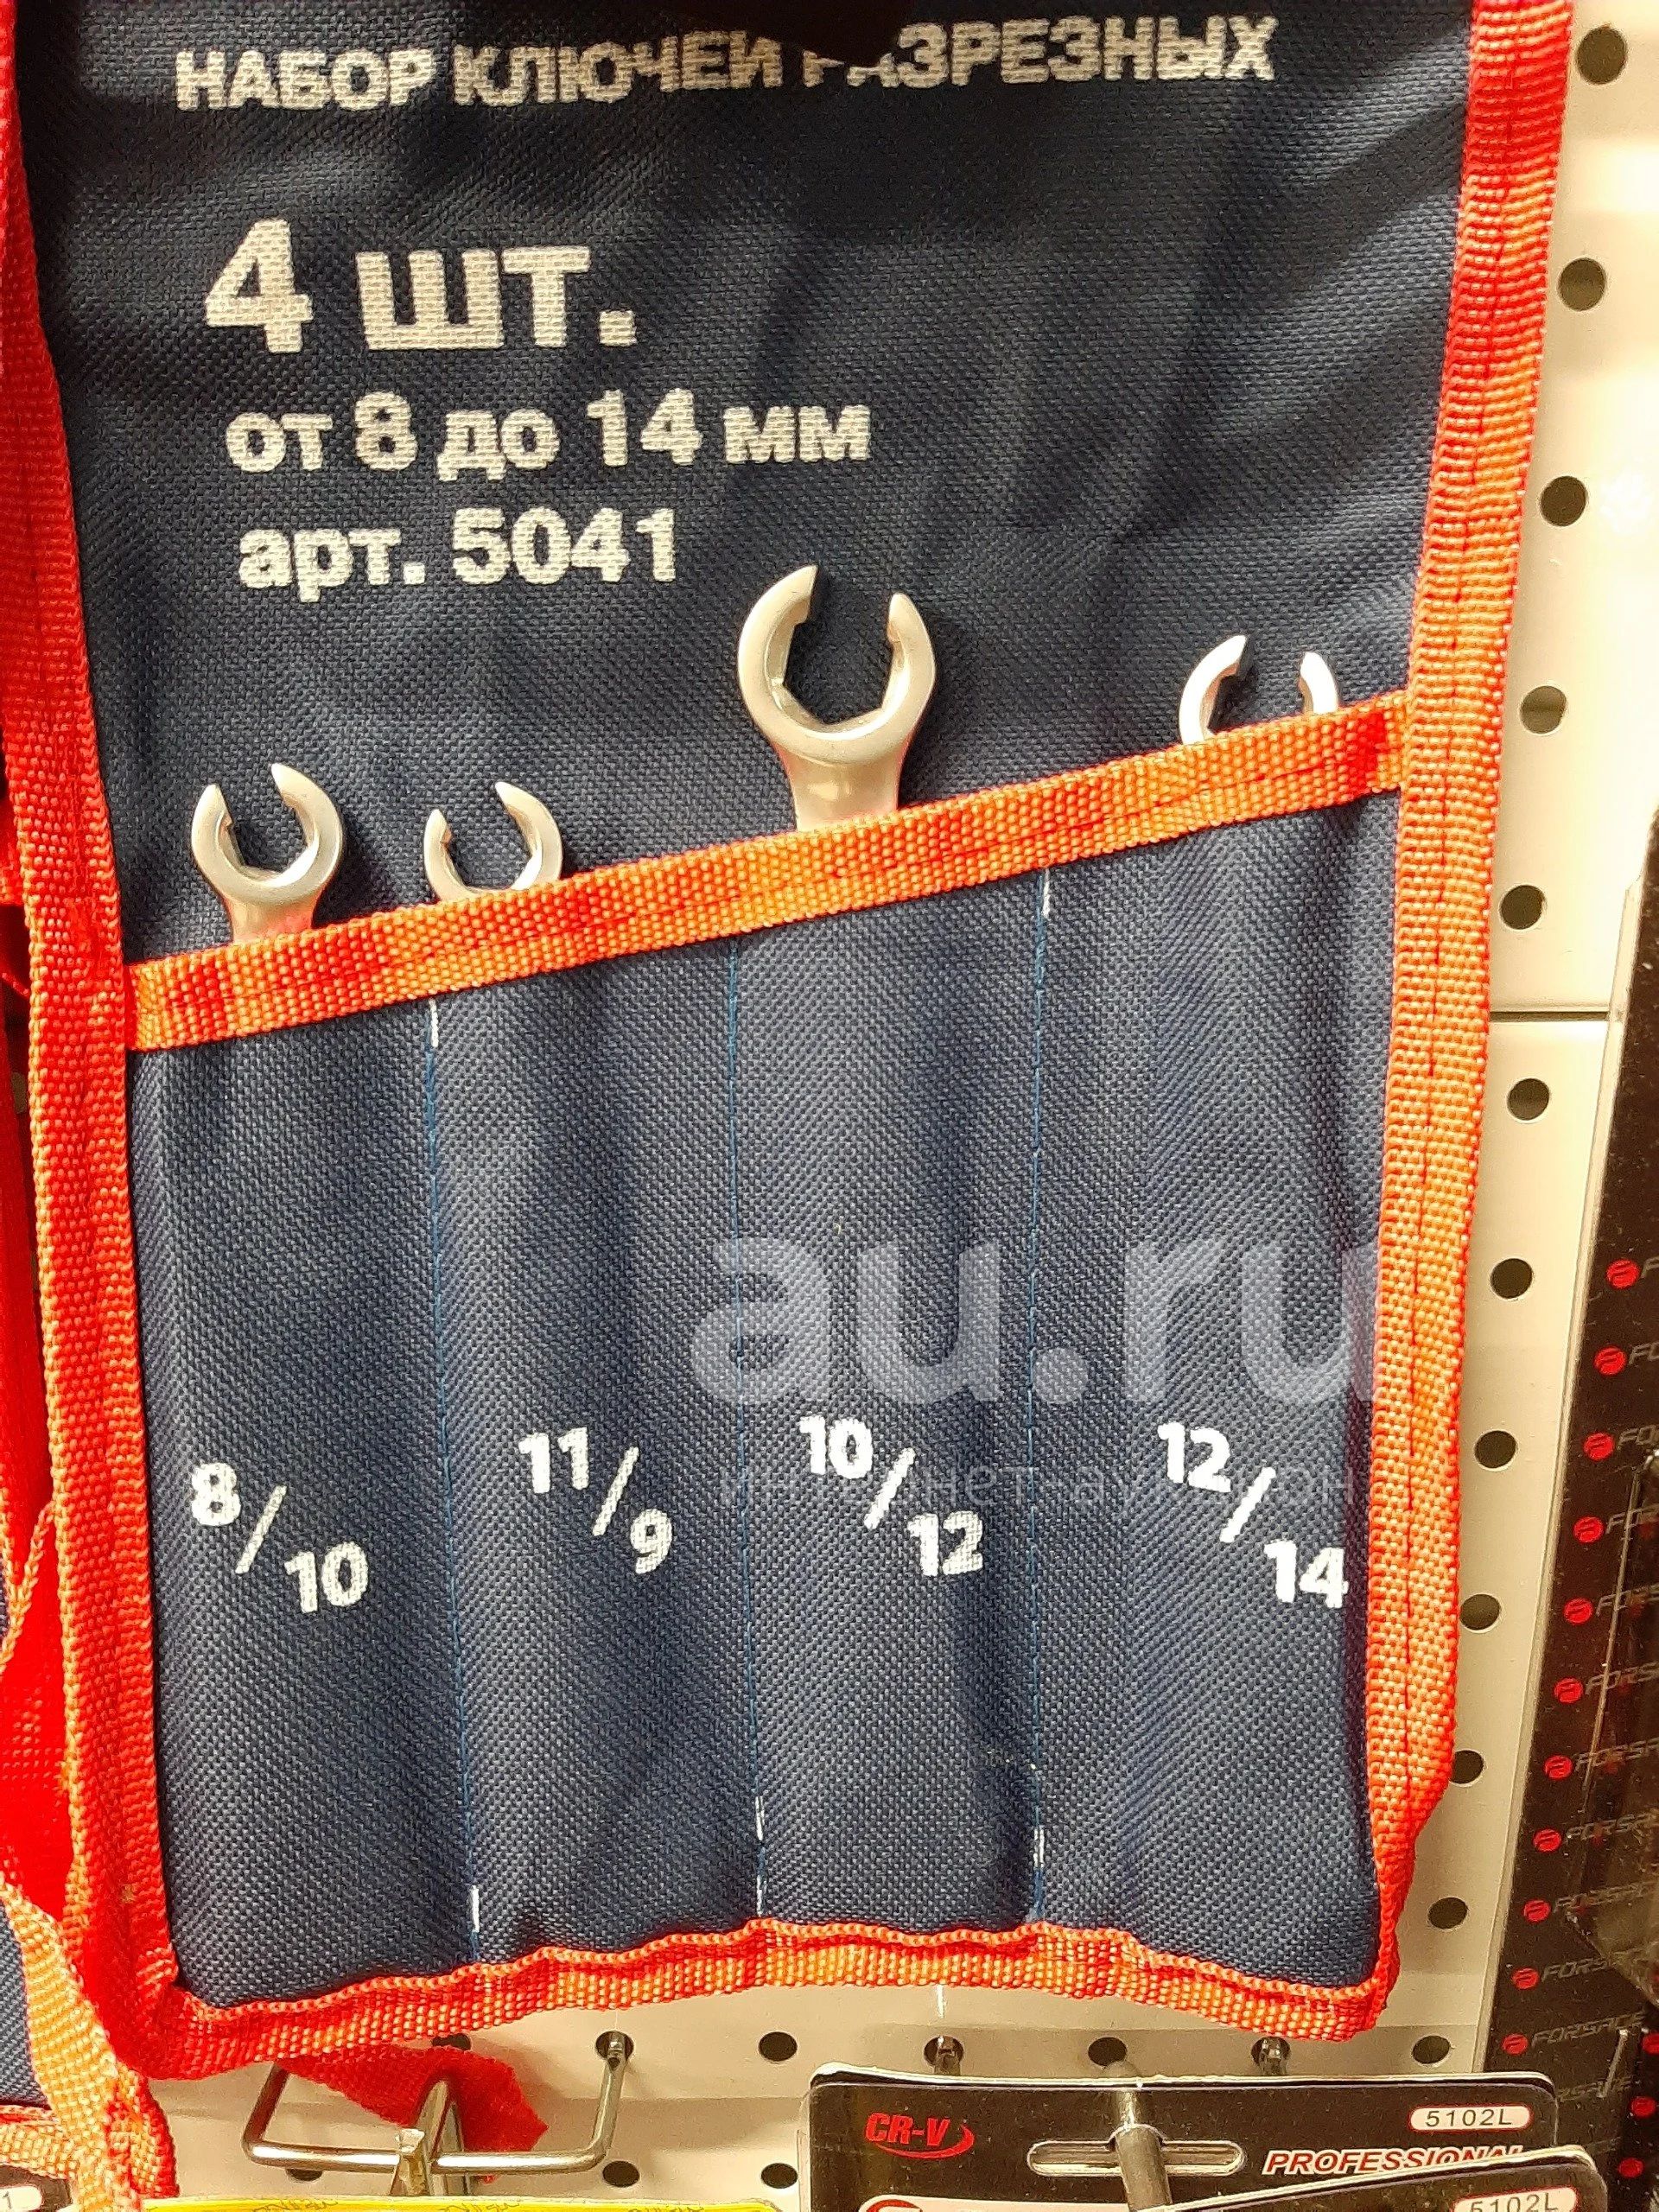 НАБОР КЛЮЧЕЙ РАЗРЕЗНЫХ
4 шт.
от 8 до 14 мм
арт. 5041
au.ru
8/10
11/9
10/12
12/14
FORSAGE
CR-V
5102L
PROFESSIONAL
5102L